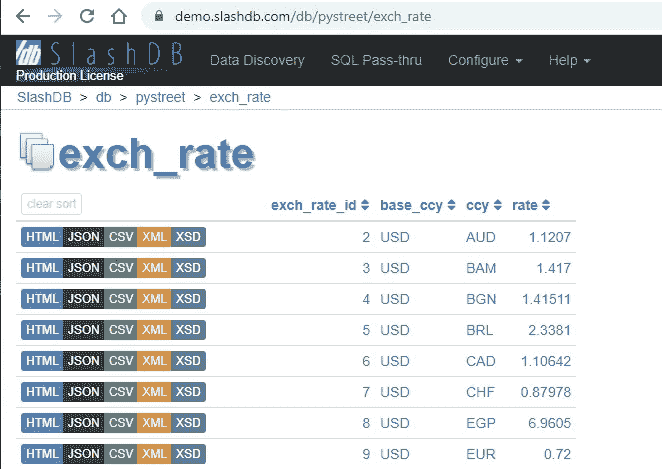 demo.slashdb.com/db/pystreet/exch_rate
/db SlashDB Data Discovery SQL Pass-thru Configure Help
Production License
SlashDB > db > pystreet > exch_rate
exch_rate
clear sort exch_rate_id base_ccy ccy rate
HTML JSON CSV XML XSD 2 USD AUD 1.1207
HTML JSON CSV XML XSD 3 USD BAM 1.417
HTML JSON CSV XML XSD 4 USD BGN 1.41511
HTML JSON CSV XML XSD 5 USD BRL 2.3381
HTML JSON CSV XML XSD 6 USD CAD 1.10642
HTML JSON CSV XML XSD 7 USD CHF 0.87978
HTML JSON CSV XML XSD 8 USD EGP 6.9605
HTML JSON CSV XML XSD 9 USD EUR 0.72